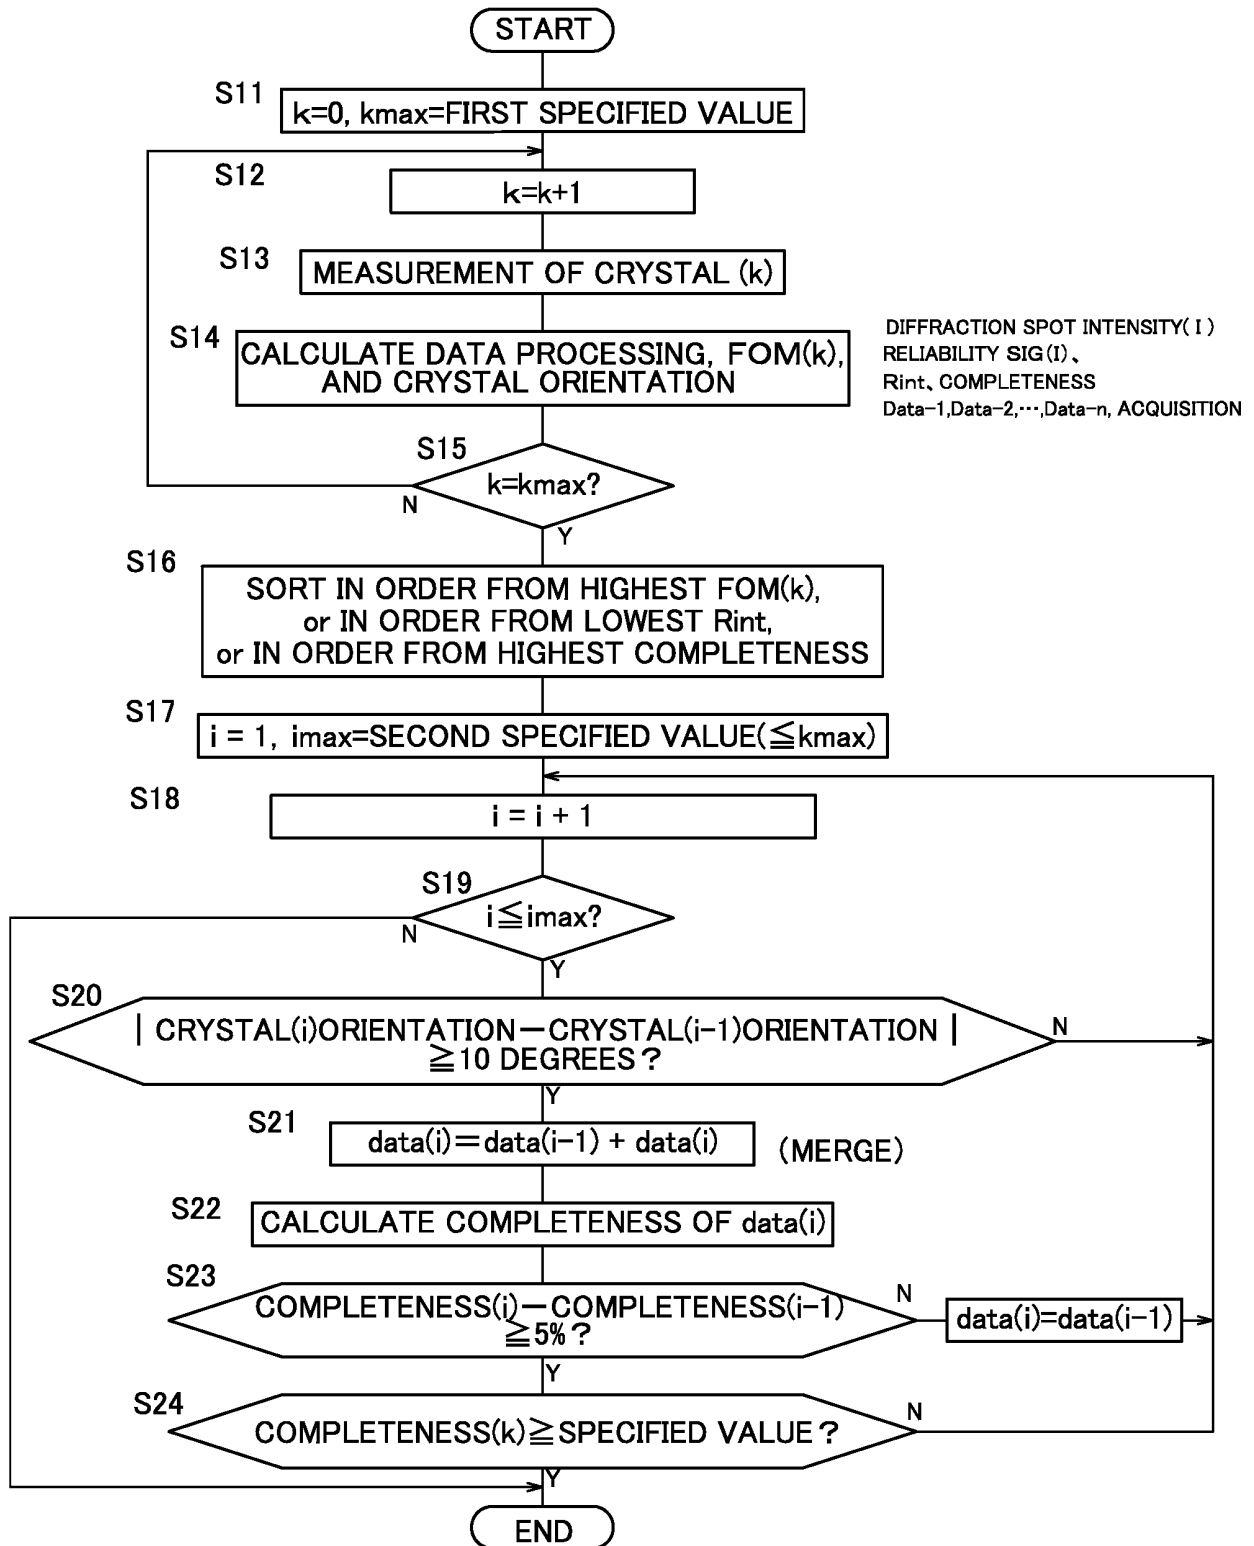 START
S11
k=0, kmax=FIRST SPECIFIED VALUE
S12
k=k+1
S13
MEASUREMENT OF CRYSTAL (k)
S14
CALCULATE DATA PROCESSING, FOM(k),
AND CRYSTAL ORIENTATION
DIFFRACTION SPOT INTENSITY( I )
RELIABILITY SIG(I)、
Rint、COMPLETENESS
Data-1,Data-2,…,Data-n, ACQUISITION
S15
k=kmax?
N
Y
S16
SORT IN ORDER FROM HIGHEST FOM(k),
or IN ORDER FROM LOWEST Rint,
or IN ORDER FROM HIGHEST COMPLETENESS
S17
i = 1, imax=SECOND SPECIFIED VALUE(≦kmax)
S18
i = i + 1
S19
i≦imax?
N
Y
S20
| CRYSTAL(i)ORIENTATION－CRYSTAL(i-1)ORIENTATION |
≧10 DEGREES ?
N
Y
S21
data(i)=data(i-1) + data(i)
(MERGE)
S22
CALCULATE COMPLETENESS OF data(i)
S23
COMPLETENESS(i)－COMPLETENESS(i-1)
≧5% ?
N
data(i)=data(i-1)
Y
S24
COMPLETENESS(k)≧SPECIFIED VALUE ?
N
Y
END